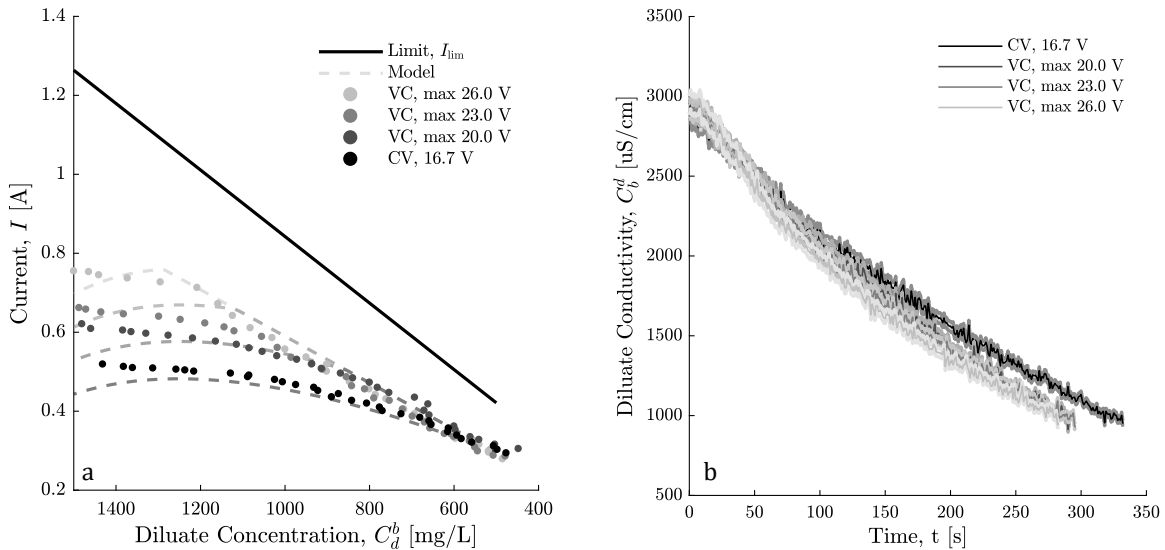 1.4
1.2
1
0.8
0.6
0.4
0.2
1400 1200 1000 800 600 400
Current, I [A]
Diluate Concentration, C_d^b [mg/L]
Limit, I_lim
Model
VC, max 26.0 V
VC, max 23.0 V
VC, max 20.0 V
CV, 16.7 V
a
3500
3000
2500
2000
1500
1000
500
0 50 100 150 200 250 300 350
Diluate Conductivity, C_b^d [uS/cm]
Time, t [s]
CV, 16.7 V
VC, max 20.0 V
VC, max 23.0 V
VC, max 26.0 V
b